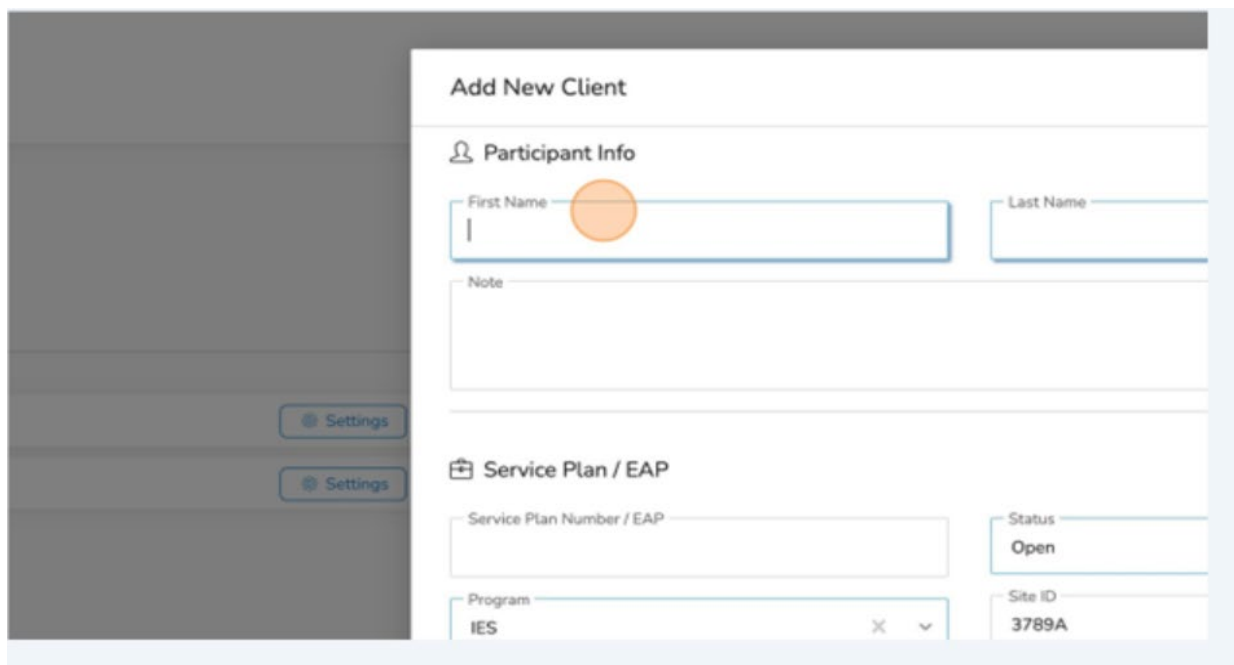 Add New Client
Participant Info
First Name
Last Name
Note
Settings
Settings
Service Plan / EAP
Service Plan Number / EAP
Status
Open
Program
IES
Site ID
3789A